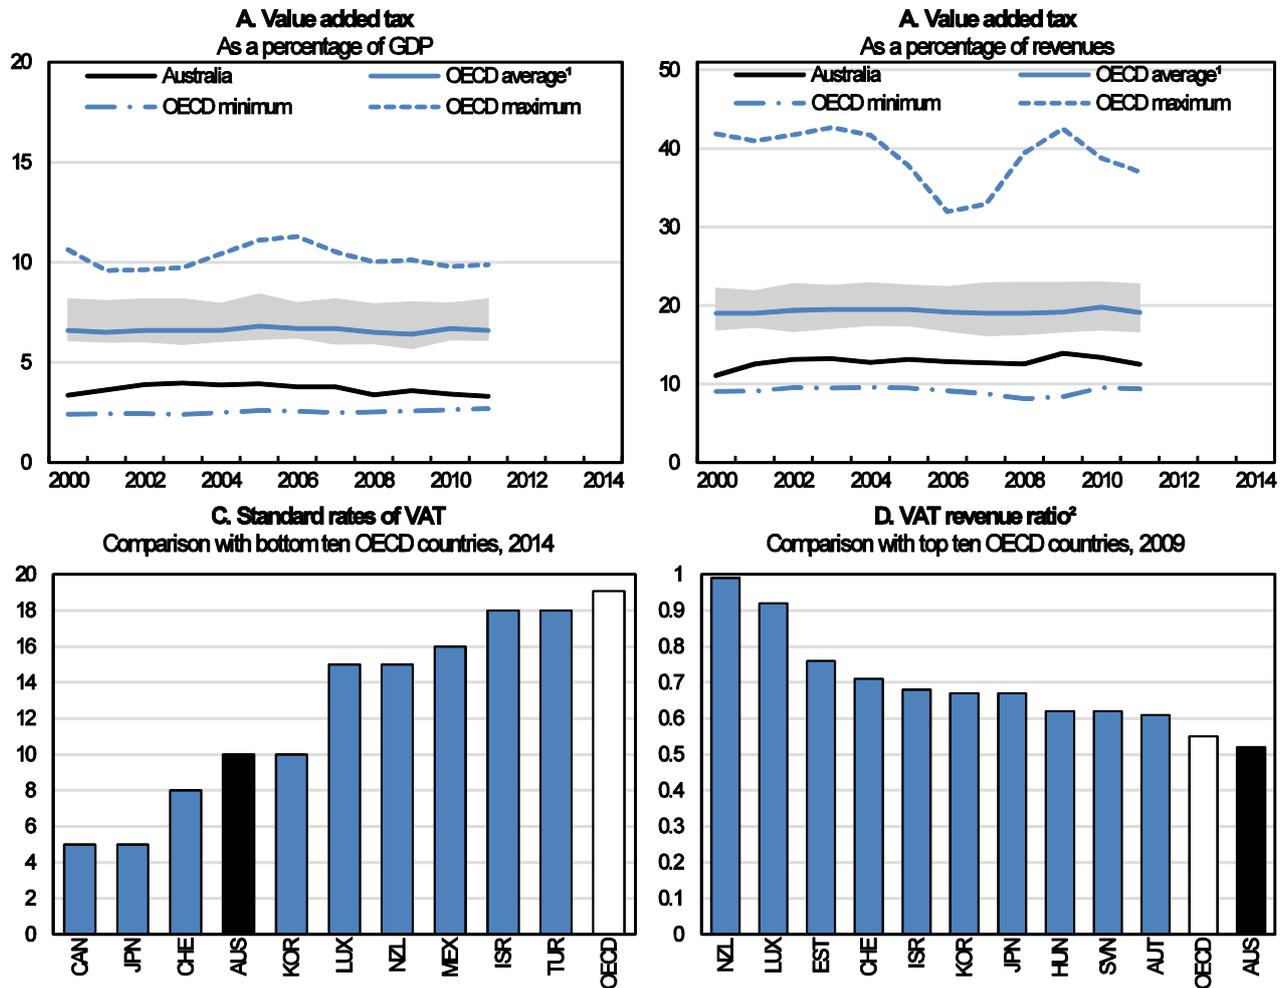 A. Value added tax
As a percentage of GDP
20
15
10
5
0
Australia
OECD average¹
OECD minimum
OECD maximum
2000 2002 2004 2006 2008 2010 2012 2014
A. Value added tax
As a percentage of revenues
50
40
30
20
10
0
Australia
OECD average¹
OECD minimum
OECD maximum
2000 2002 2004 2006 2008 2010 2012 2014
C. Standard rates of VAT
Comparison with bottom ten OECD countries, 2014
20
18
16
14
12
10
8
6
4
2
0
CAN JPN CHE AUS KOR LUX NZL MEX ISR TUR OECD
D. VAT revenue ratio²
Comparison with top ten OECD countries, 2009
1
0.9
0.8
0.7
0.6
0.5
0.4
0.3
0.2
0.1
0
NZL LUX EST CHE ISR KOR JPN HUN SVN AUT OECD AUS